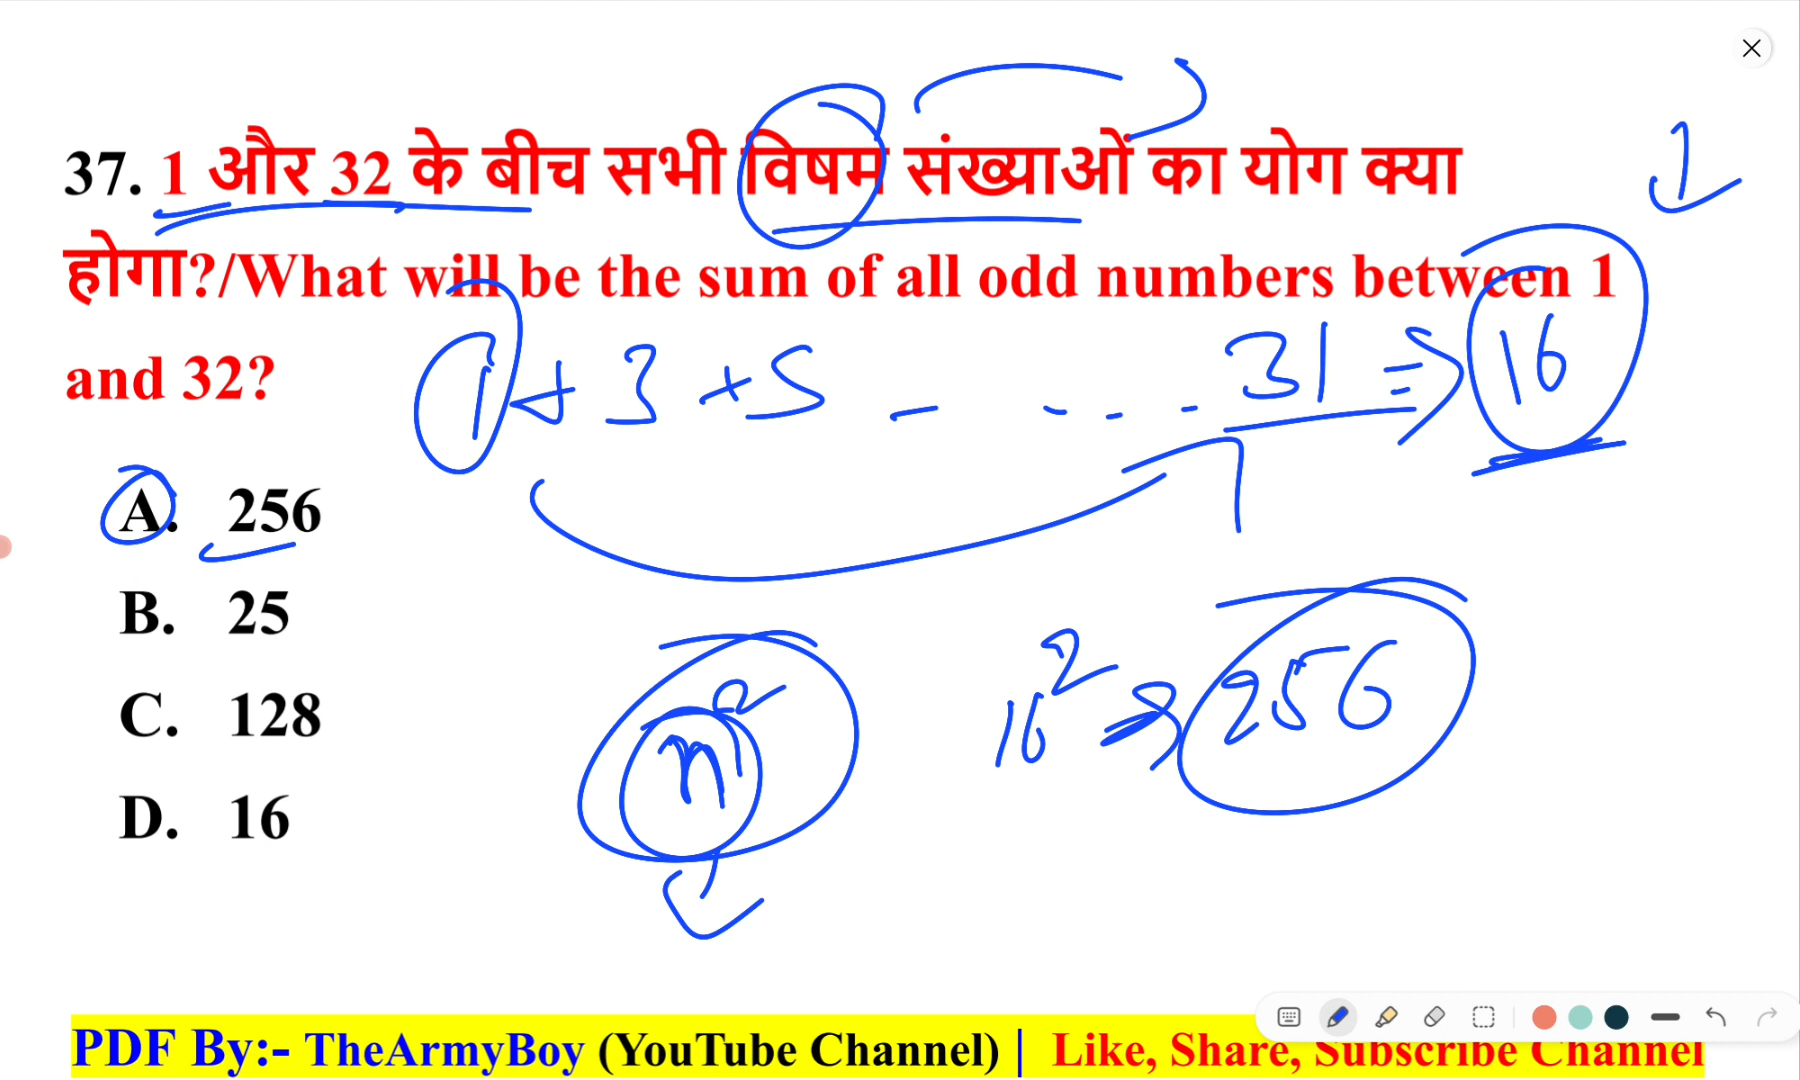 37. 1 और 32 के बीच सभी विषम संख्याओं का योग क्या
होगा?/What will be the sum of all odd numbers between 1
and 32?
1 + 3 + 5 - - - - - 31 => 16
A. 256
B. 25
C. 128
D. 16
n²
16² => 256
PDF By:- TheArmyBoy (YouTube Channel) | Like, Share, Subscribe Channel